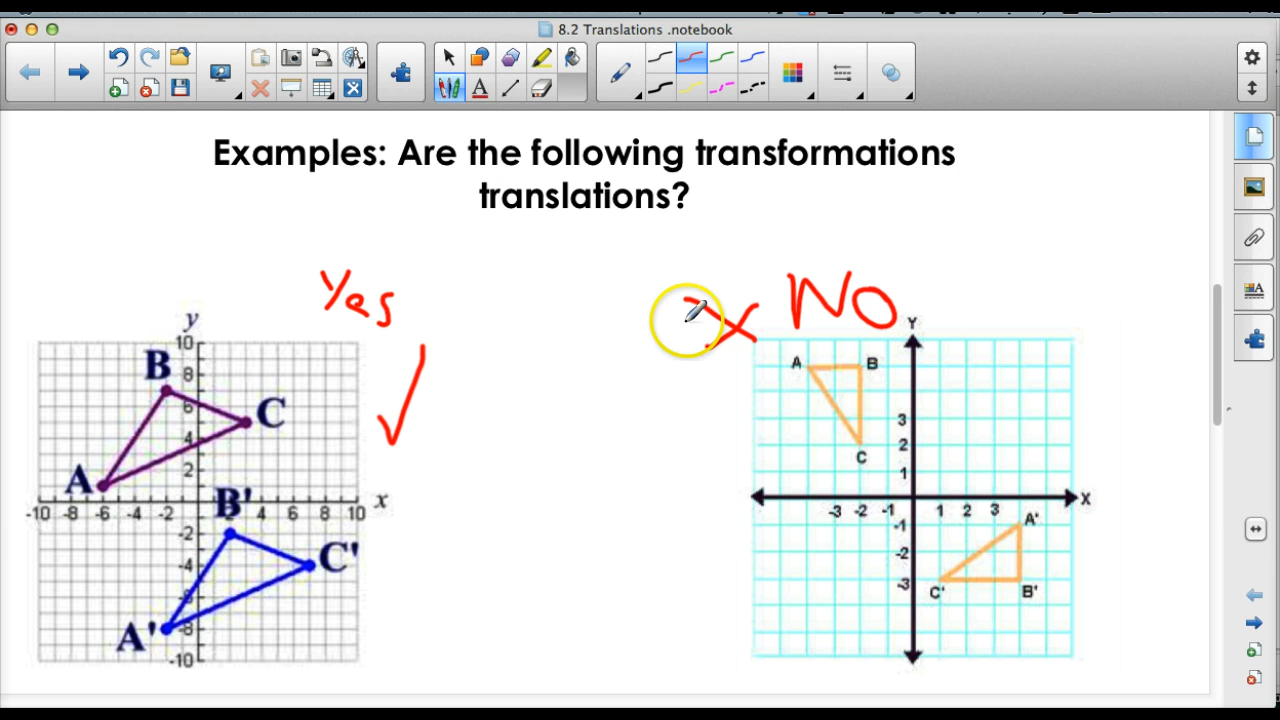 8.2 Translations .notebook
Examples: Are the following transformations
translations?
Yes
NO
y
10
B
8
6
C
4
A
2
-10 -8 -6 -4 -2 4 6 8 10 x
B'
-2
-4
C'
-8
A'
-10
Y
A B
3
2
C
1
-3 -2 -1 1 2 3 X
-1 A'
-2
-3
C' B'